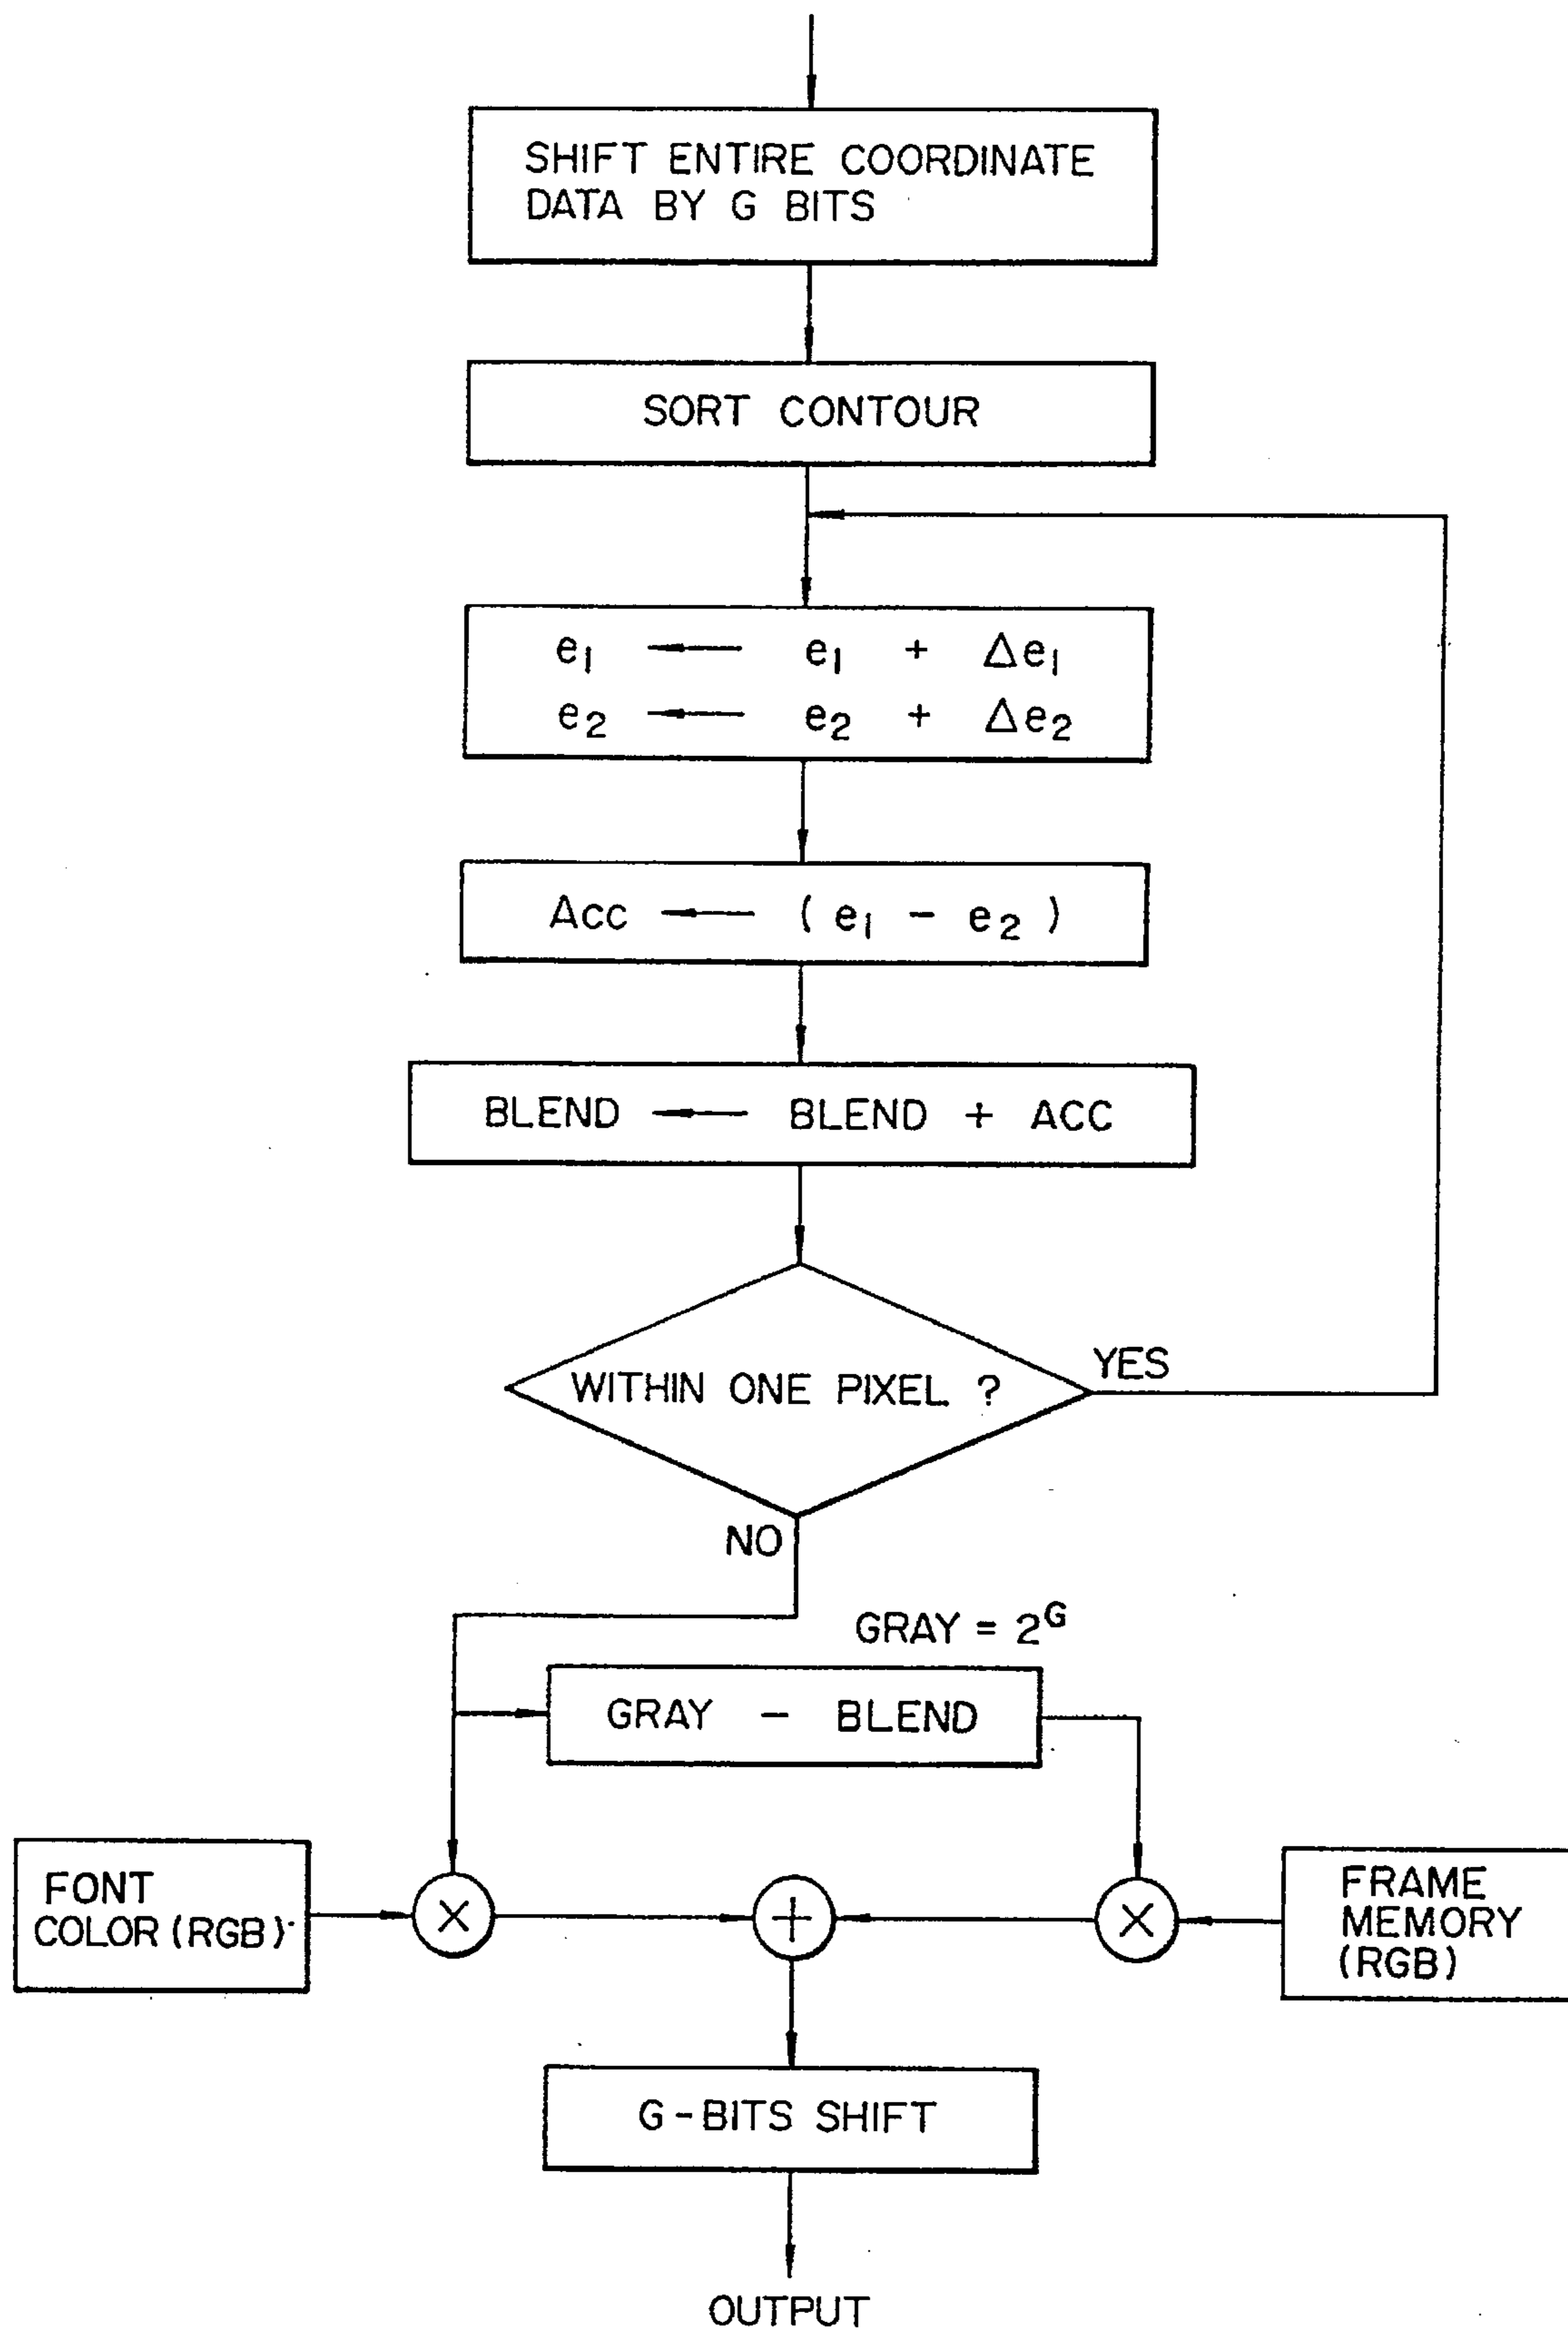 SHIFT ENTIRE COORDINATE
DATA BY G BITS
SORT CONTOUR
e₁ ← e₁ + Δe₁
e₂ ← e₂ + Δe₂
Acc ← ( e₁ - e₂ )
BLEND ← BLEND + ACC
WITHIN ONE PIXEL ?
YES
NO
GRAY = 2ᴳ
GRAY - BLEND
FONT
COLOR (RGB)
×
+
×
FRAME
MEMORY
(RGB)
G-BITS SHIFT
OUTPUT